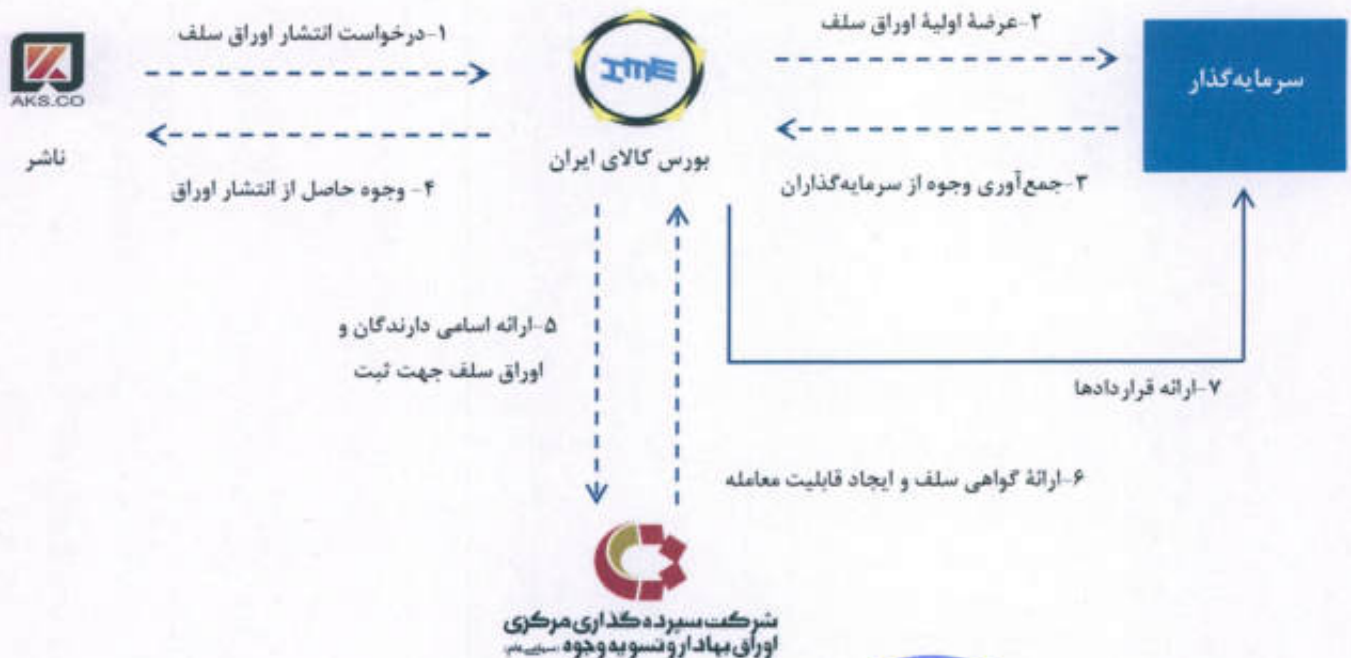 ۱-درخواست انتشار اوراق سلف
۲-عرضهٔ اولیهٔ اوراق سلف
AKS.CO
IME
سرمایه‌گذار
ناشر
بورس کالای ایران
۴- وجوه حاصل از انتشار اوراق
۳-جمع‌آوری وجوه از سرمایه‌گذاران
۵-ارائه اسامی دارندگان و
اوراق سلف جهت ثبت
۷-ارائه قراردادها
۶-ارائهٔ گواهی سلف و ایجاد قابلیت معامله
شرکت سپرده‌گذاری مرکزی
اوراق بهادار و تسویه وجوه (سهامی عام)